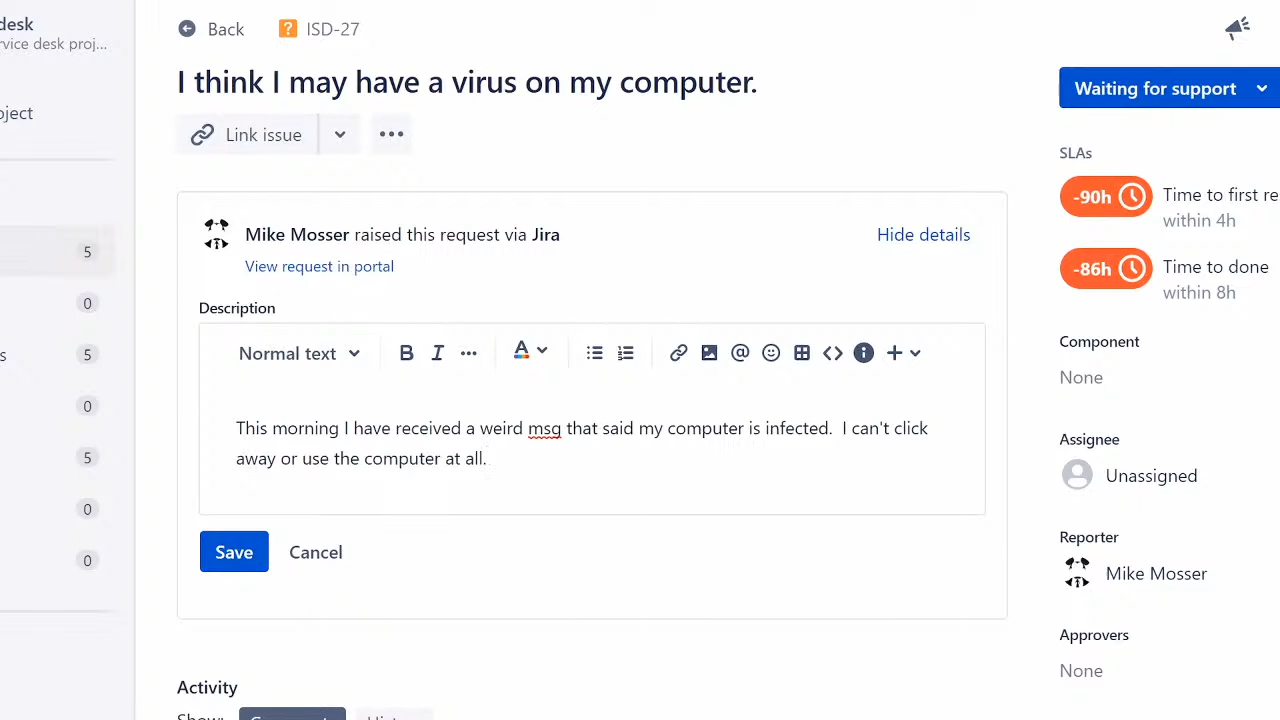 desk
rvice desk proj...
Back
ISD-27
I think I may have a virus on my computer.
Waiting for support
Link issue
oject
SLAs
-90h
Time to first re
within 4h
5
Mike Mosser raised this request via Jira
Hide details
View request in portal
-86h
Time to done
within 8h
0
Description
Normal text
B I
A
@
s
5
Component
None
0
This morning I have received a weird msg that said my computer is infected.  I can't click
away or use the computer at all.
Assignee
Unassigned
5
0
Save
Cancel
Reporter
Mike Mosser
0
Approvers
None
Activity
Show: